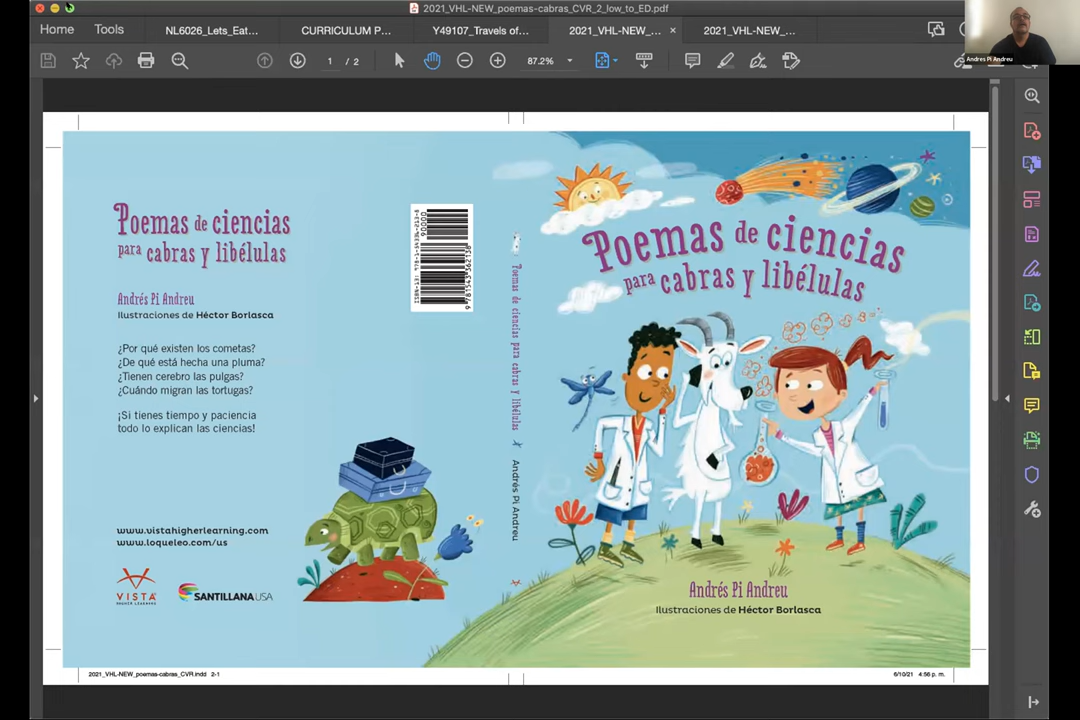 2021_VHL-NEW_poemas-cabras_CVR_2_low_to_ED.pdf
Home
Tools
NL6026_Lets_Eat...
CURRICULUM P...
Y49107_Travels of...
2021_VHL-NEW_...
2021_VHL-NEW_...
1 / 2
87.2%
Andres Pi Andreu
Poemas de ciencias
para cabras y libélulas
Andrés Pi Andreu
Ilustraciones de Héctor Borlasca
¿Por qué existen los cometas?
¿De qué está hecha una pluma?
¿Tienen cerebro las pulgas?
¿Cuándo migran las tortugas?
¡Si tienes tiempo y paciencia
todo lo explican las ciencias!
www.vistahigherlearning.com
www.loqueleo.com/us
VISTA
HIGHER LEARNING
SANTILLANA USA
90000
9781543362138
Poemas de ciencias para cabras y libélulas
Andrés Pi Andreu
Poemas de ciencias
para cabras y libélulas
Andrés Pi Andreu
Ilustraciones de Héctor Borlasca
2021_VHL-NEW_poemas-cabras_CVR.indd 2-1
6/10/21 4:56 p. m.